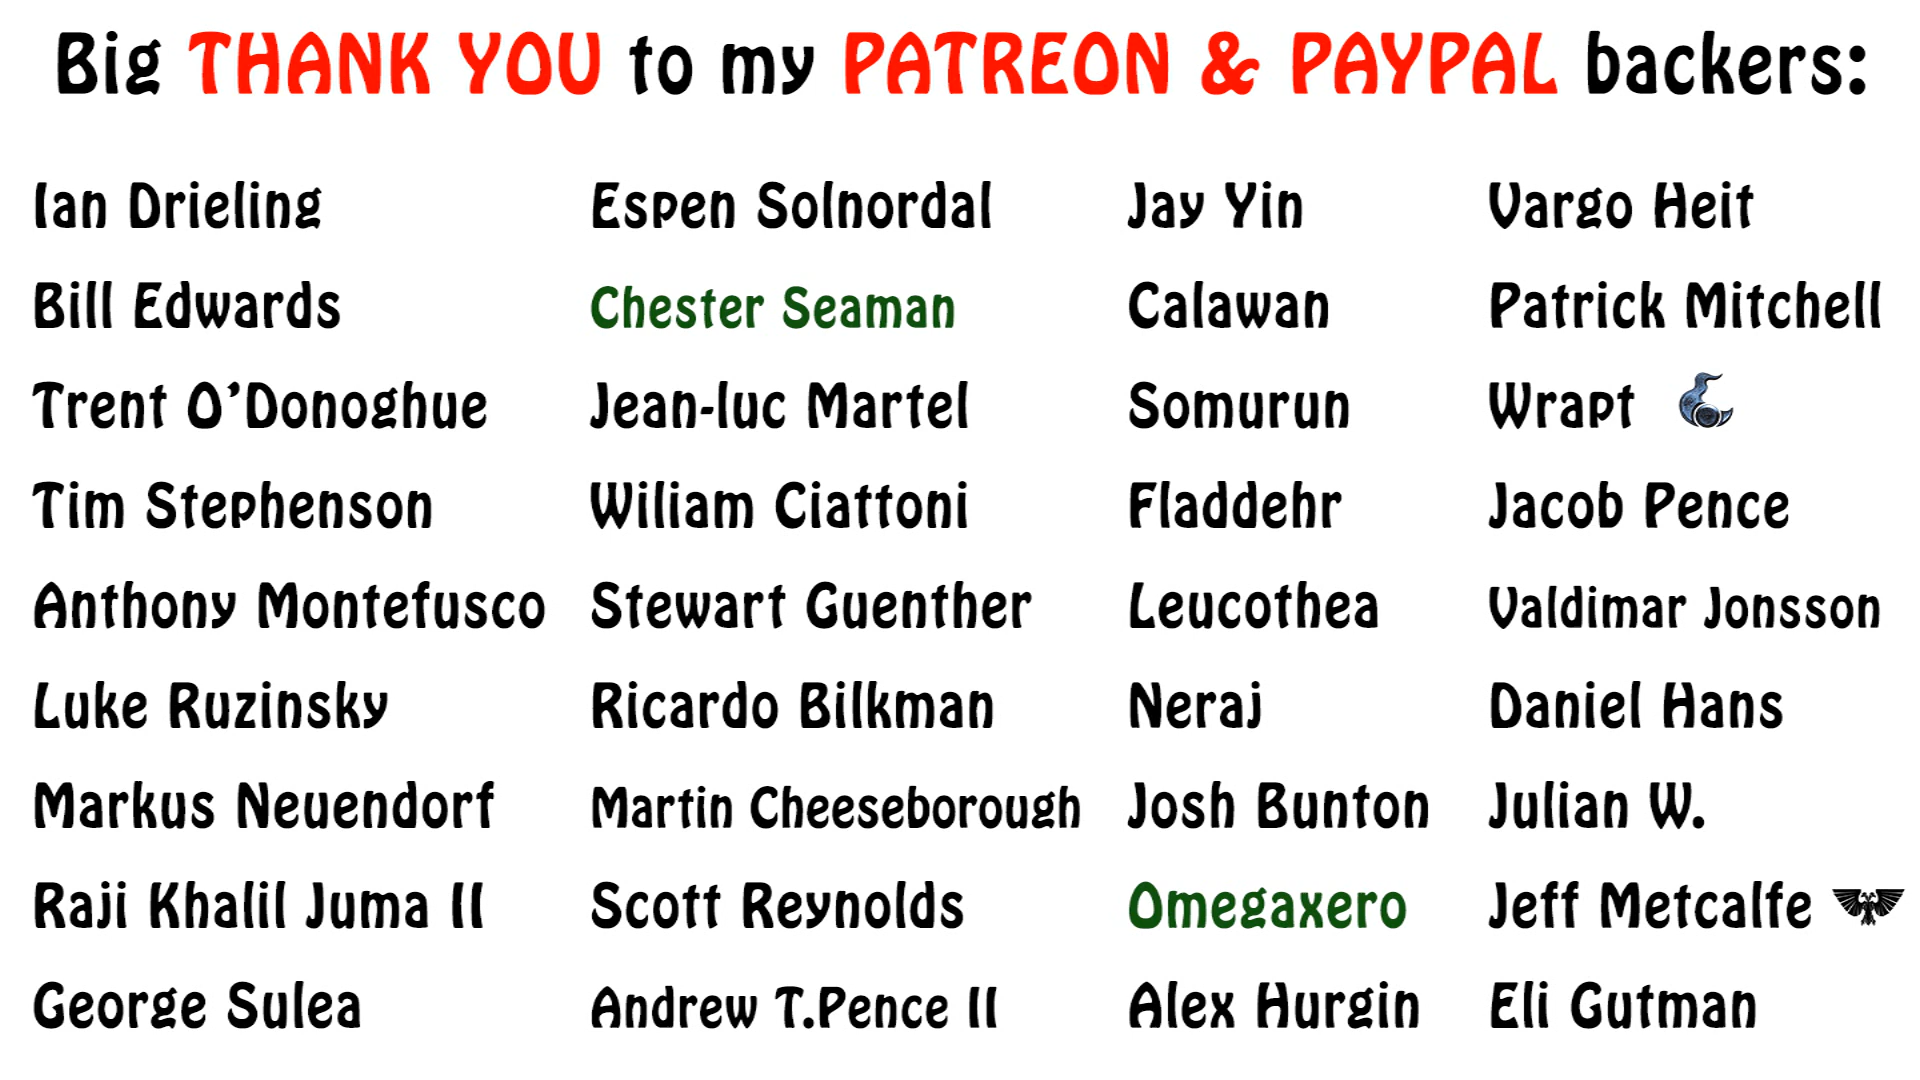 Big THANK YOU to my PATREON & PAYPAL backers:
Ian Drieling
Bill Edwards
Trent O'Donoghue
Tim Stephenson
Anthony Montefusco
Luke Ruzinsky
Markus Neuendorf
Raji Khalil Juma II
George Sulea
Espen Solnordal
Chester Seaman
Jean-luc Martel
Wiliam Ciattoni
Stewart Guenther
Ricardo Bilkman
Martin Cheeseborough
Scott Reynolds
Andrew T.Pence II
Jay Yin
Calawan
Somurun
Fladdehr
Leucothea
Neraj
Josh Bunton
Omegaxero
Alex Hurgin
Vargo Heit
Patrick Mitchell
Wrapt
Jacob Pence
Valdimar Jonsson
Daniel Hans
Julian W.
Jeff Metcalfe
Eli Gutman